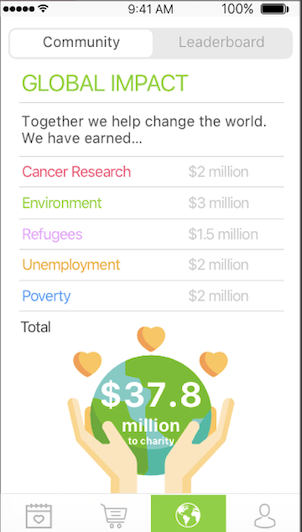 9:41 AM 100%
Community Leaderboard
GLOBAL IMPACT
Together we help change the world.
We have earned...
Cancer Research $2 million
Environment $3 million
Refugees $1.5 million
Unemployment $2 million
Poverty $2 million
Total
$37.8
million
to charity